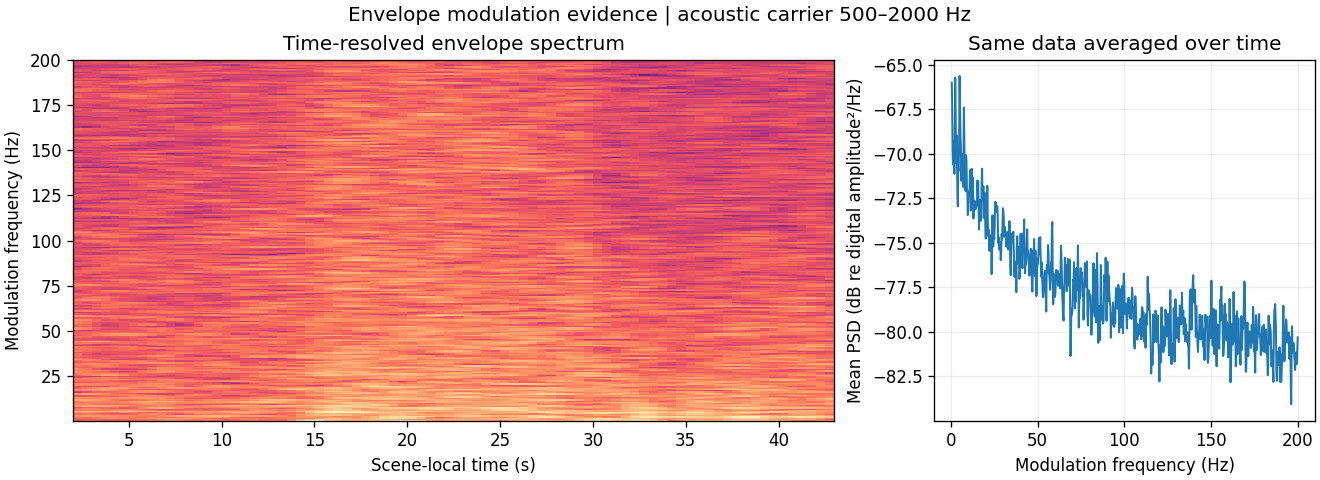 Envelope modulation evidence | acoustic carrier 500–2000 Hz
Time-resolved envelope spectrum
200
175
150
125
100
75
50
25
Modulation frequency (Hz)
5 10 15 20 25 30 35 40
Scene-local time (s)
Same data averaged over time
−65.0
−67.5
−70.0
−72.5
−75.0
−77.5
−80.0
−82.5
Mean PSD (dB re digital amplitude²/Hz)
0 50 100 150 200
Modulation frequency (Hz)